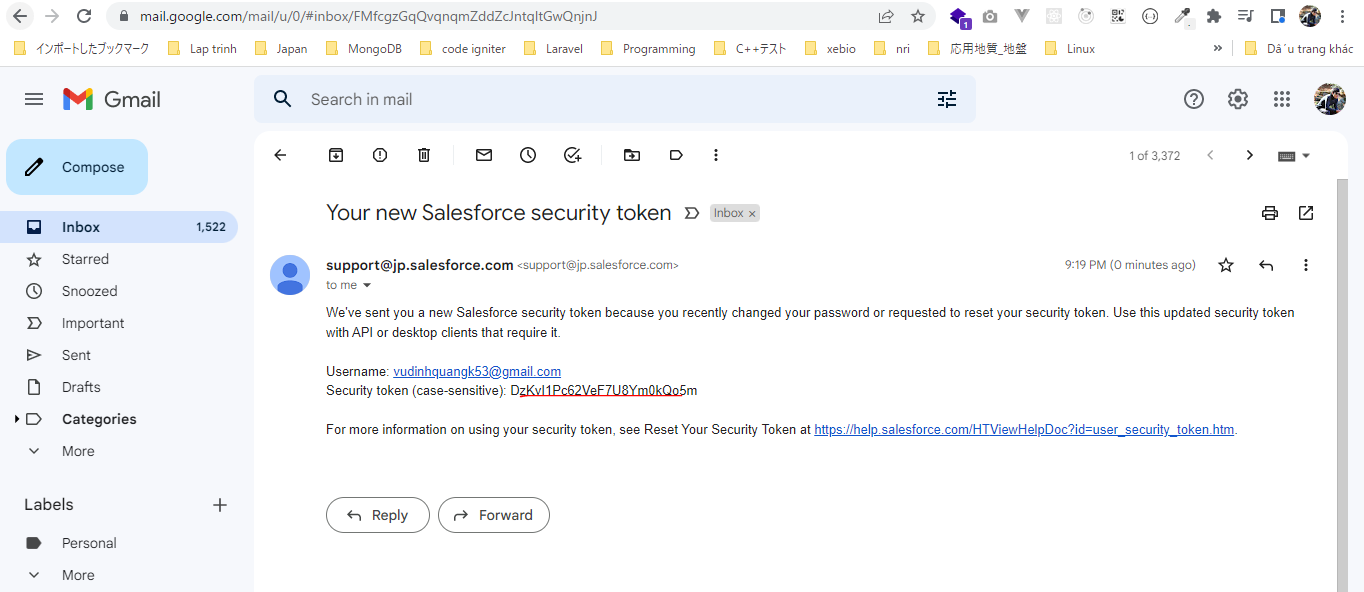 mail.google.com/mail/u/0/#inbox/FMfcgzGqQvqnqmZddZcJntqItGwQnjnJ
1
インポートしたブックマーク Lap trinh Japan MongoDB code igniter Laravel Programming C++テスト xebio nri 応用地質_地盤 Linux » Dấu trang khác
Gmail
Search in mail
Compose
1 of 3,372
Inbox 1,522
Starred
Snoozed
Important
Sent
Drafts
Categories
More
Labels
Personal
More
Your new Salesforce security token Inbox ×
support@jp.salesforce.com <support@jp.salesforce.com> 9:19 PM (0 minutes ago)
to me
We've sent you a new Salesforce security token because you recently changed your password or requested to reset your security token. Use this updated security token
with API or desktop clients that require it.
Username: vudinhquangk53@gmail.com
Security token (case-sensitive): DzKvI1Pc62VeF7U8Ym0kQo5m
For more information on using your security token, see Reset Your Security Token at https://help.salesforce.com/HTViewHelpDoc?id=user_security_token.htm.
Reply Forward